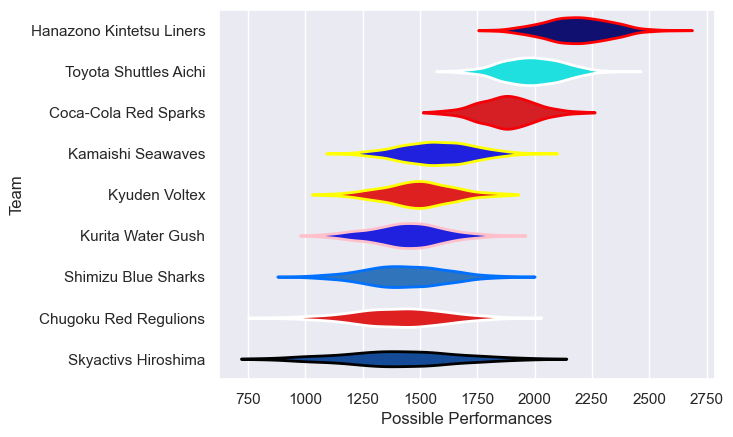 Hanazono Kintetsu Liners
Toyota Shuttles Aichi
Coca-Cola Red Sparks
Kamaishi Seawaves
Kyuden Voltex
Kurita Water Gush
Shimizu Blue Sharks
Chugoku Red Regulions
Skyactivs Hiroshima
Team
750 1000 1250 1500 1750 2000 2250 2500 2750
Possible Performances